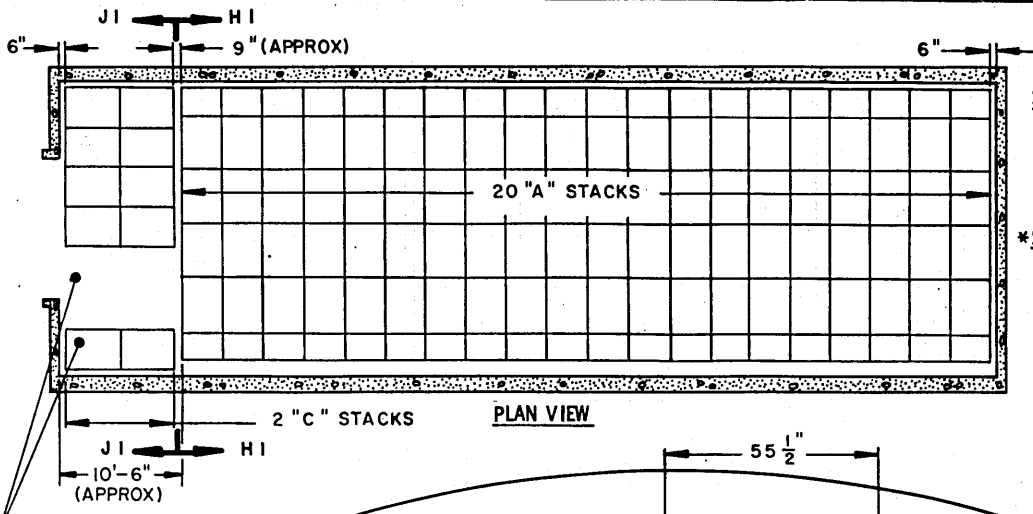 J1 H1
6" 9" (APPROX) 6"
20 "A" STACKS
*
2 "C" STACKS
PLAN VIEW
J1 H1
10'-6"
(APPROX)
55 1/2"